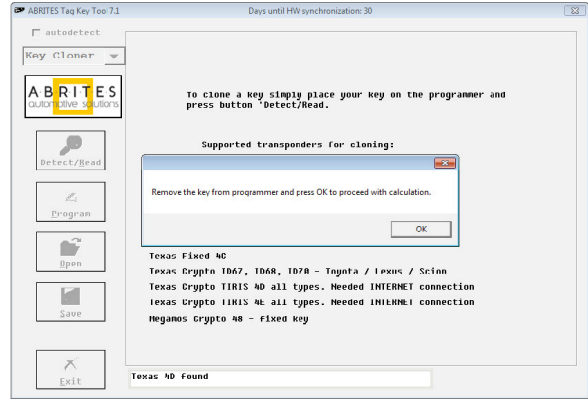 ABRITES Tag Key Tool 7.1
Days until HW synchronization: 30
autodetect
Key Cloner
ABRITES
automotive solutions
To clone a key simply place your key on the programmer and
press button 'Detect/Read.
Supported transponders for cloning:
Detect/Read
Remove the key from programmer and press OK to proceed with calculation.
OK
Program
Texas Fixed 4C
Texas Crypto ID67, ID68, ID70 - Toyota / Lexus / Scion
Open
Texas Crypto TIRIS 4D all types. Needed INTERNET connection
Texas Crypto TIRIS 4E all types. Needed INTERNET connection
Save
Megamos Crypto 48 - fixed key
Exit
Texas 4D found